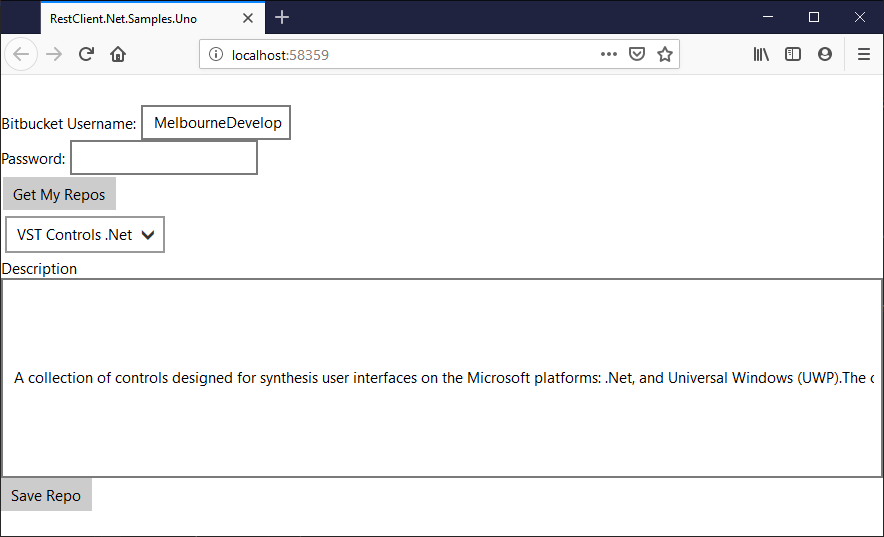 RestClient.Net.Samples.Uno
localhost:58359
Bitbucket Username: MelbourneDevelop
Password:
Get My Repos
VST Controls .Net
Description
A collection of controls designed for synthesis user interfaces on the Microsoft platforms: .Net, and Universal Windows (UWP).The
Save Repo